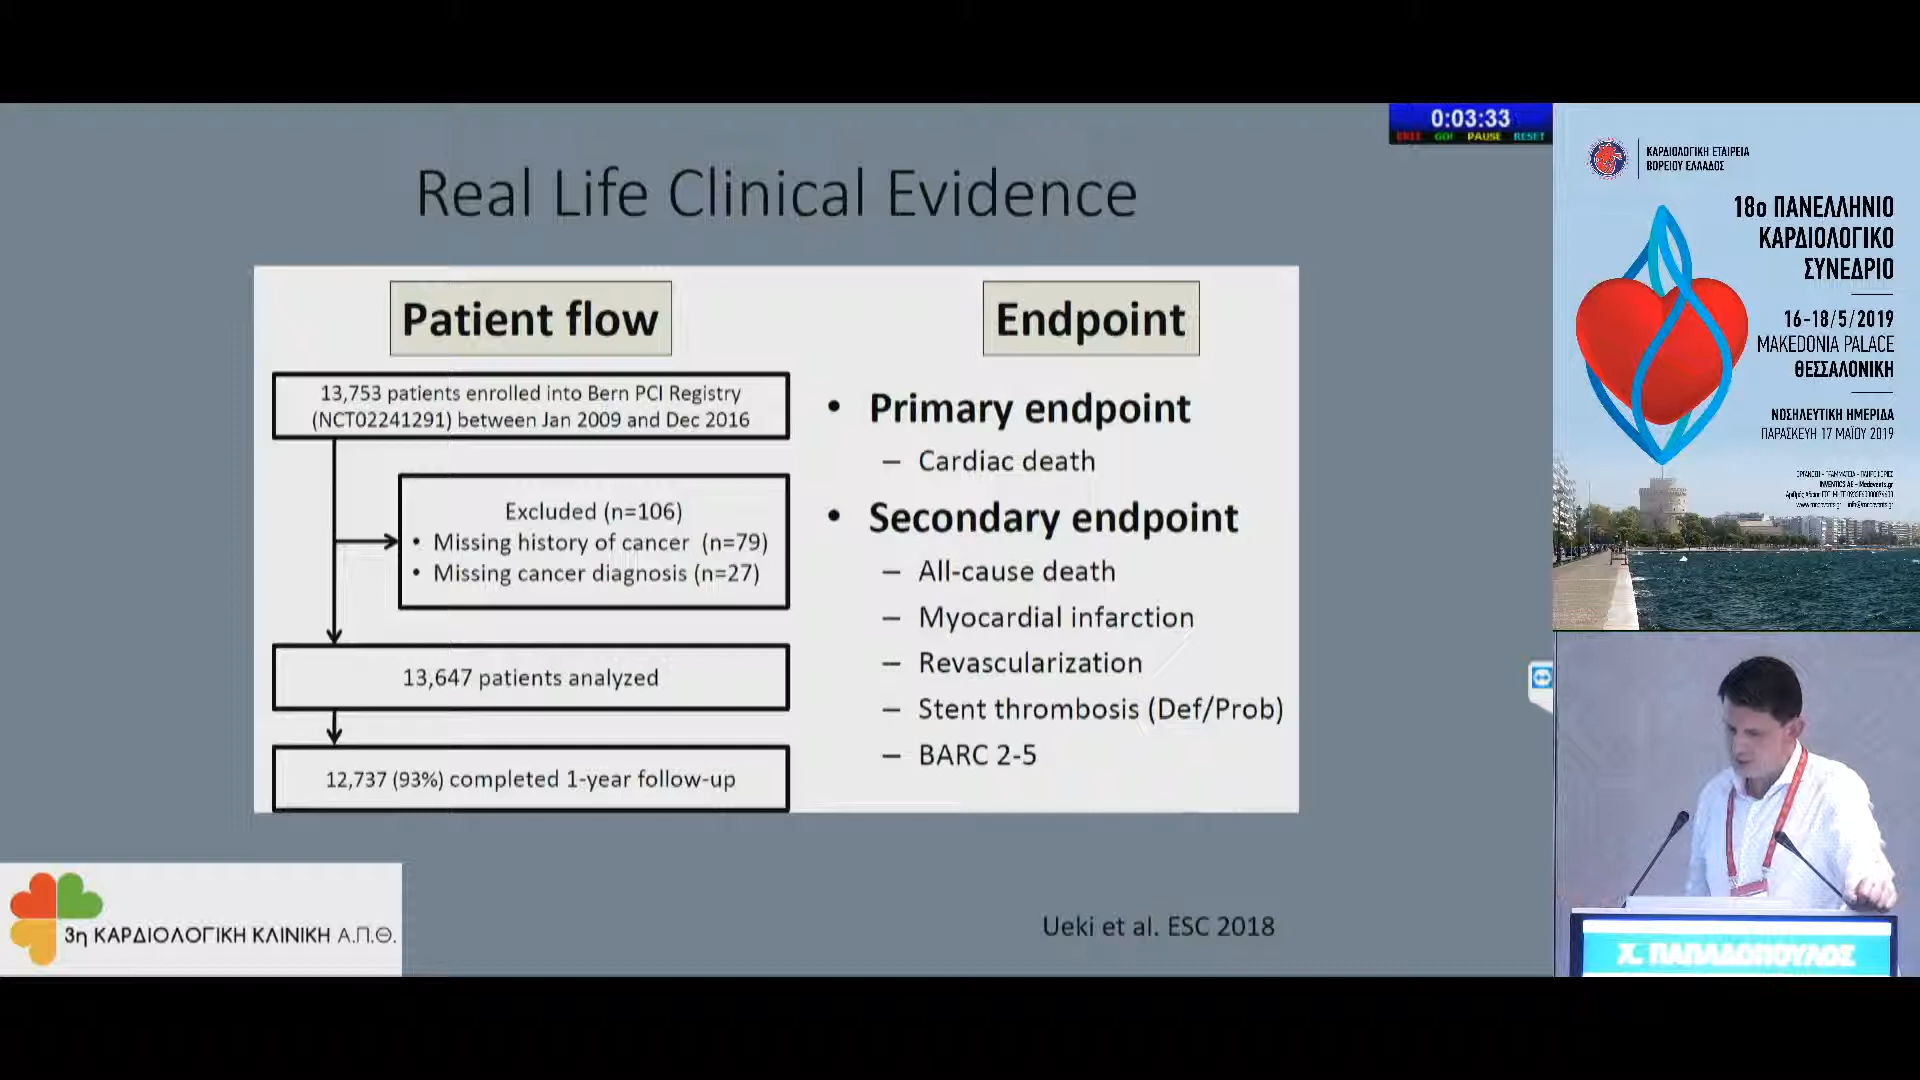 0:03:33
GO! PAUSE RESET
Real Life Clinical Evidence
Patient flow
13,753 patients enrolled into Bern PCI Registry
(NCT02241291) between Jan 2009 and Dec 2016
Excluded (n=106)
• Missing history of cancer (n=79)
• Missing cancer diagnosis (n=27)
13,647 patients analyzed
12,737 (93%) completed 1-year follow-up
Endpoint
• Primary endpoint
– Cardiac death
• Secondary endpoint
– All-cause death
– Myocardial infarction
– Revascularization
– Stent thrombosis (Def/Prob)
– BARC 2-5
Ueki et al. ESC 2018
3η ΚΑΡΔΙΟΛΟΓΙΚΗ ΚΛΙΝΙΚΗ Α.Π.Θ.
ΚΑΡΔΙΟΛΟΓΙΚΗ ΕΤΑΙΡΕΙΑ
ΒΟΡΕΙΟΥ ΕΛΛΑΔΟΣ
18ο ΠΑΝΕΛΛΗΝΙΟ
ΚΑΡΔΙΟΛΟΓΙΚΟ
ΣΥΝΕΔΡΙΟ
16-18/5/2019
MAKEDONIA PALACE
ΘΕΣΣΑΛΟΝΙΚΗ
ΝΟΣΗΛΕΥΤΙΚΗ ΗΜΕΡΙΔΑ
ΠΑΡΑΣΚΕΥΗ 17 ΜΑΪΟΥ 2019
INVENTICS AE - Medevents.gr
Χ. ΠΑΠΑΔΟΠΟΥΛΟΣ